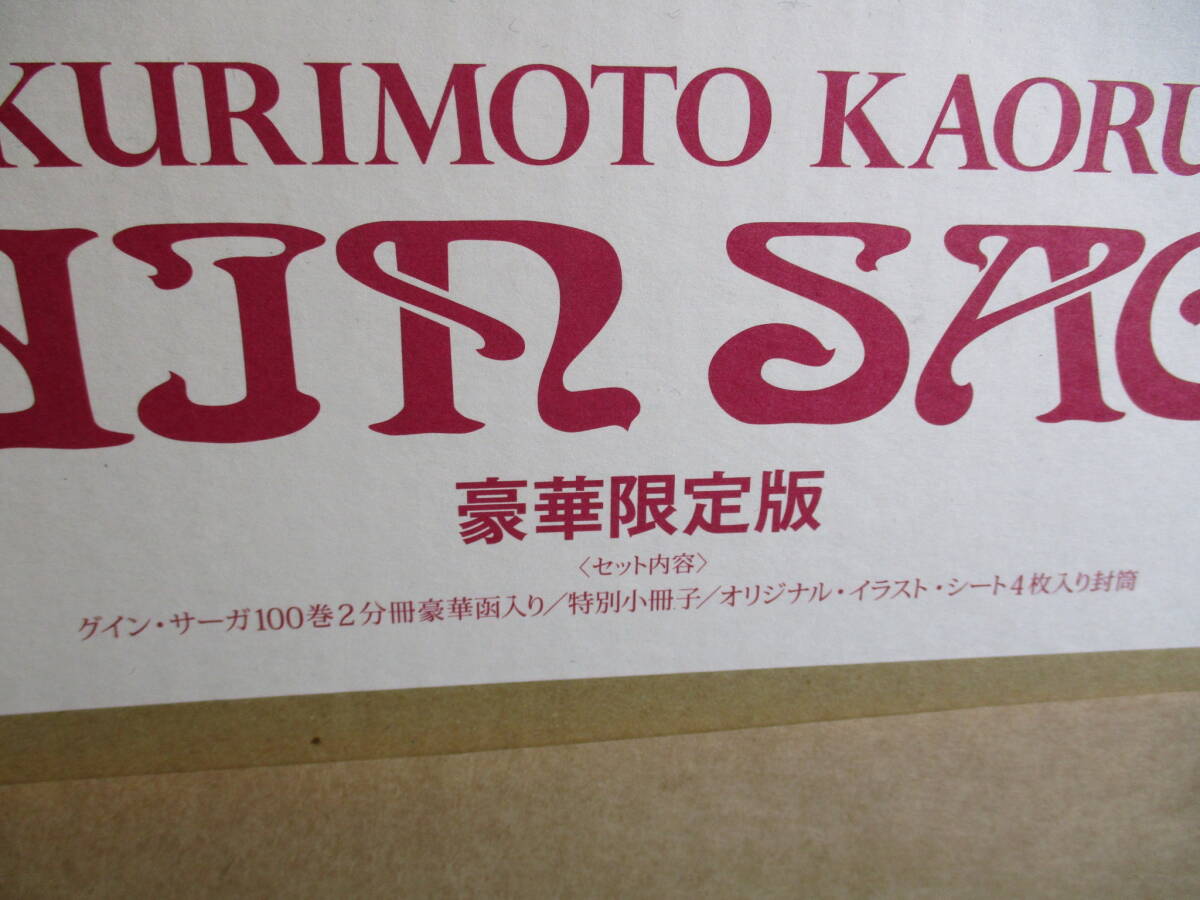 KURIMOTO KAORU
UIN SAG
豪華限定版
〈セット内容〉
グイン・サーガ100巻2分冊豪華函入り／特別小冊子／オリジナル・イラスト・シート4枚入り封筒